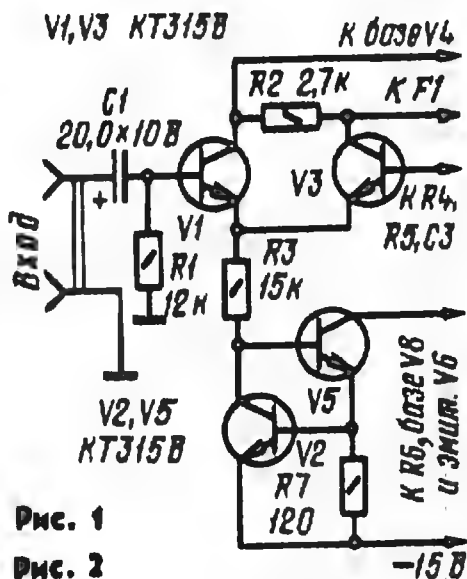 V1,V3 КТ315В
К базе V4
R2 2,7к
К F1
C1
20,0×10В
+
V1
V3
К R4,
R5, C3
Вход
R1
12к
R3
15к
V5
V2, V5
КТ315В
V2
R7
120
К R6, базе V8
и эмит. V6
−15В
Рис. 1
Рис. 2